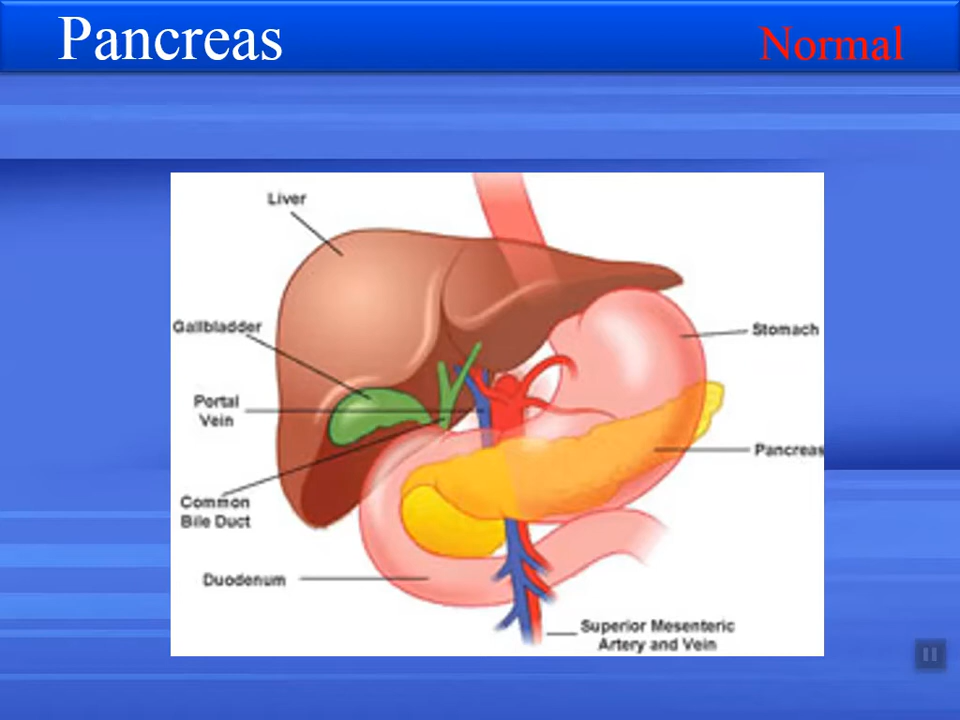 Pancreas
Normal
Liver
Gallbladder
Stomach
Portal
Vein
Pancreas
Common
Bile Duct
Duodenum
Superior Mesenteric
Artery and Vein